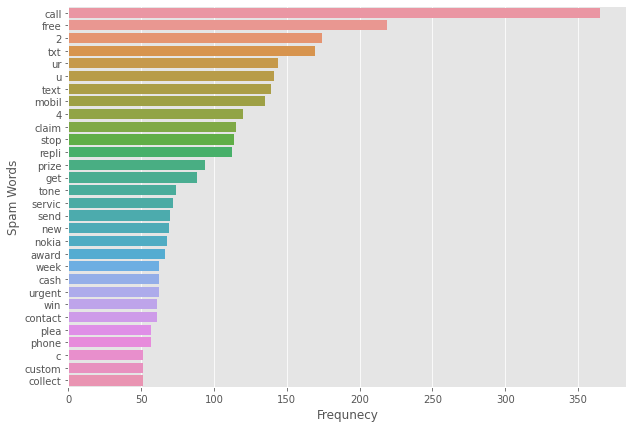 call
free
2
txt
ur
u
text
mobil
4
claim
stop
repli
prize
get
tone
servic
send
new
nokia
award
week
cash
urgent
win
contact
plea
phone
c
custom
collect
Spam Words
0 50 100 150 200 250 300 350
Frequnecy